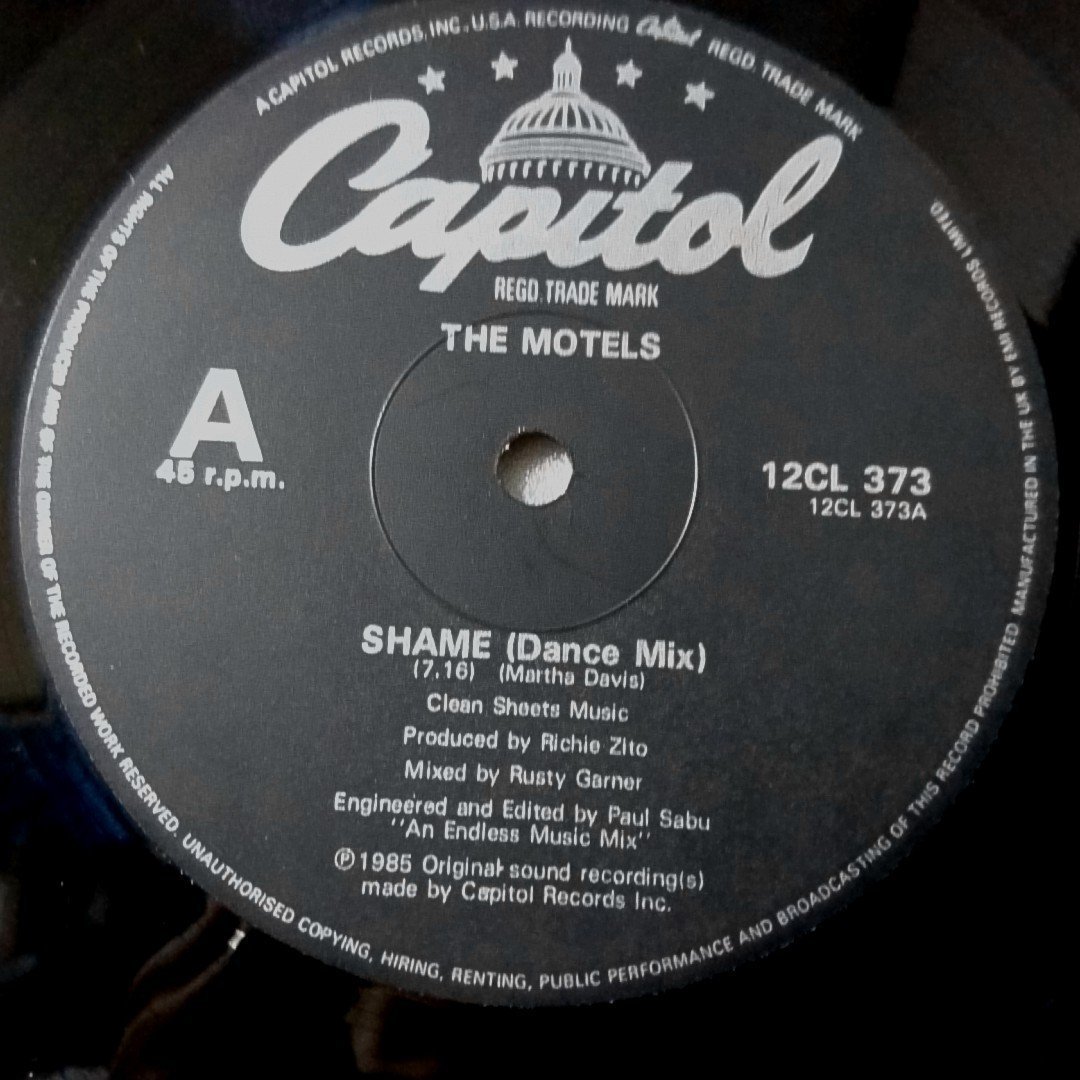 A CAPITOL RECORDS, INC., U.S.A. RECORDING Capitol REGD. TRADE MARK
Capitol
REGD. TRADE MARK
THE MOTELS
A
45 r.p.m.
12CL 373
12CL 373A
SHAME (Dance Mix)
(7.16) (Martha Davis)
Clean Sheets Music
Produced by Richie Zito
Mixed by Rusty Garner
Engineered and Edited by Paul Sabu
"An Endless Music Mix"
℗ 1985 Original sound recording(s)
made by Capitol Records Inc.
ALL RIGHTS OF THE PRODUCER AND OF THE OWNER OF THE RECORDED WORK RESERVED. UNAUTHORISED COPYING, HIRING, RENTING, PUBLIC PERFORMANCE AND BROADCASTING OF THIS RECORD PROHIBITED. MANUFACTURED IN THE UK BY EMI RECORDS LIMITED.